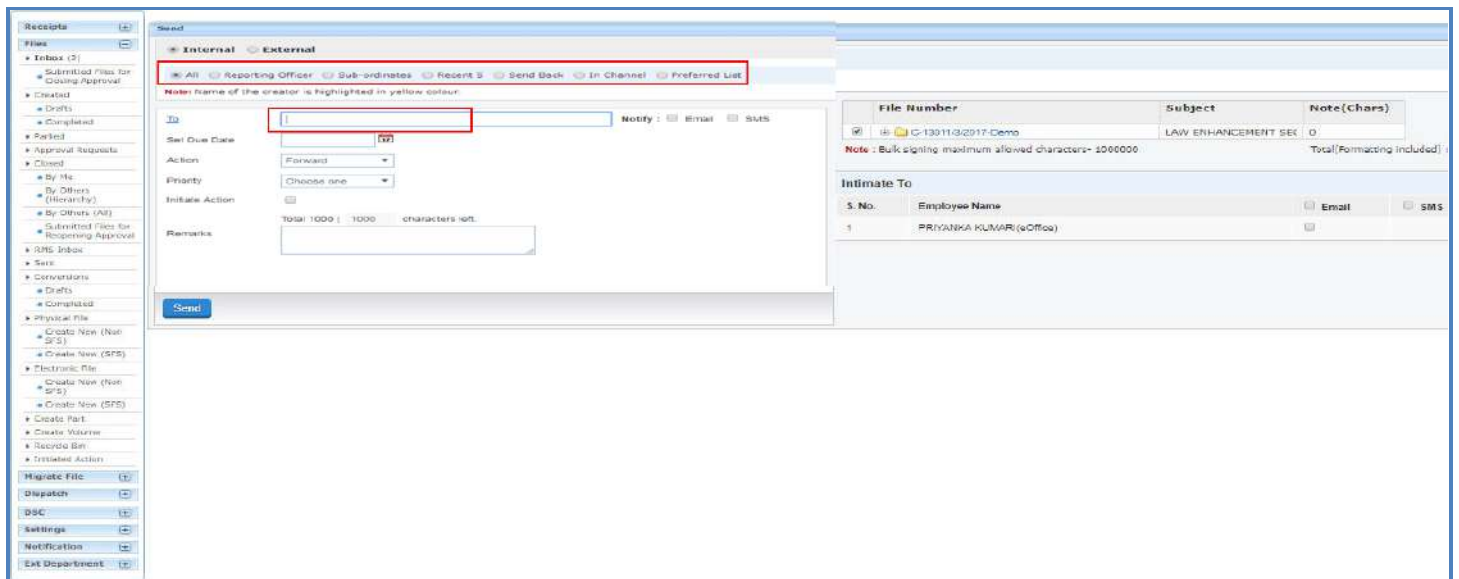 Receipts
Files
Inbox (2)
Submitted Files for
Closing Approval
Created
Drafts
Completed
Parked
Approval Requests
Closed
By Me
By Others
(Hierarchy)
By Others (All)
Submitted Files for
Reopening Approval
RMS Inbox
Sent
Conversions
Drafts
Completed
Physical File
Create New (Non
SFS)
Create New (SFS)
Electronic File
Create New (Non
SFS)
Create New (SFS)
Create Part
Create Volume
Recycle Bin
Initiated Action
Migrate File
Dispatch
DSC
Settings
Notification
Ext Department
Send
Internal External
All Reporting Officer Sub-ordinates Recent 5 Send Back In Channel Preferred List
Note: Name of the creator is highlighted in yellow colour.
To Notify : Email SMS
Set Due Date
Action Forward
Priority Choose one
Initiate Action
Total 1000 | 1000 characters left.
Remarks
Send
File Number Subject Note(Chars)
G-13011/3/2017-Demo LAW ENHANCEMENT SEC 0
Note : Bulk signing maximum allowed characters- 1000000 Total(Formatting included) :
Intimate To
S. No. Employee Name Email SMS
1 PRIYANKA KUMARI(eOffice)